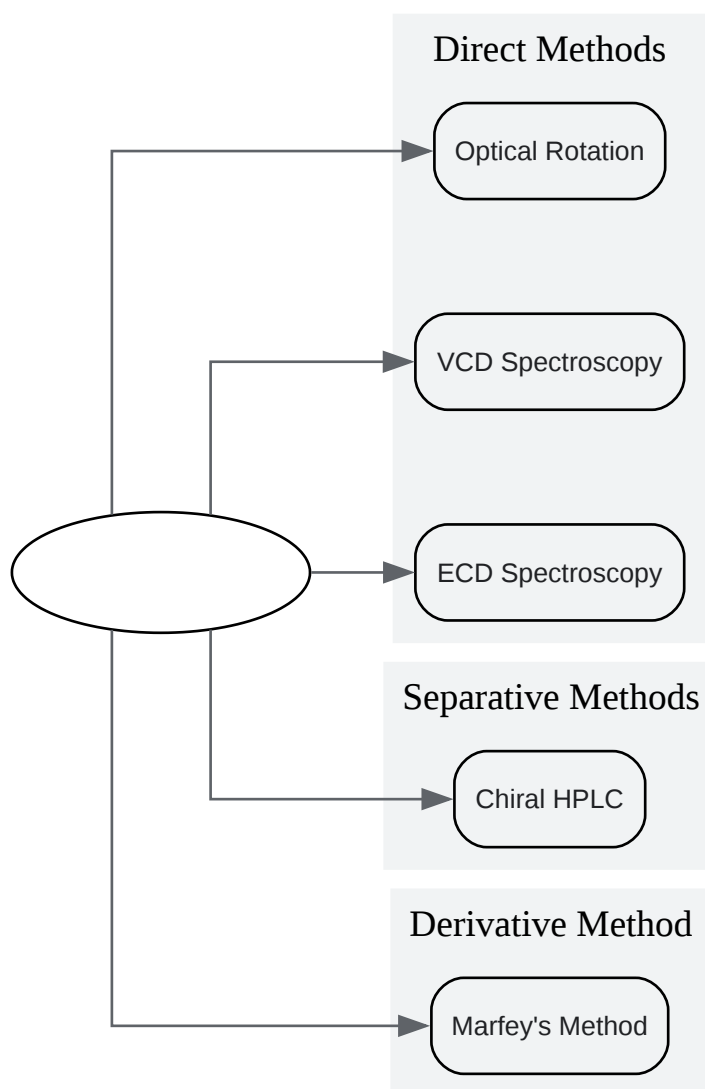 Direct Methods
Optical Rotation
VCD Spectroscopy
ECD Spectroscopy
Separative Methods
Chiral HPLC
Derivative Method
Marfey's Method